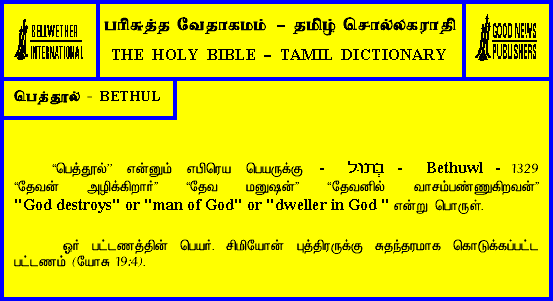 BELLWETHER
INTERNATIONAL
பரிசுத்த வேதாகமம் – தமிழ் சொல்லகராதி
THE HOLY BIBLE – TAMIL DICTIONARY
GOOD NEWS
PUBLISHERS
பெத்தூல் - BETHUL
“பெத்தூல்” என்னும் எபிரெய பெயருக்கு - בְּתוּל - Bethuwl - 1329
“தேவன் அழிக்கிறார்” “தேவ மனுஷன்” “தேவனில் வாசம்பண்ணுகிறவன்”
"God destroys" or "man of God" or "dweller in God " என்று பொருள்.
ஓர் பட்டணத்தின் பெயர். சிமியோன் புத்திரருக்கு சுதந்தரமாக கொடுக்கப்பட்ட
பட்டணம் (யோசு 19:4).